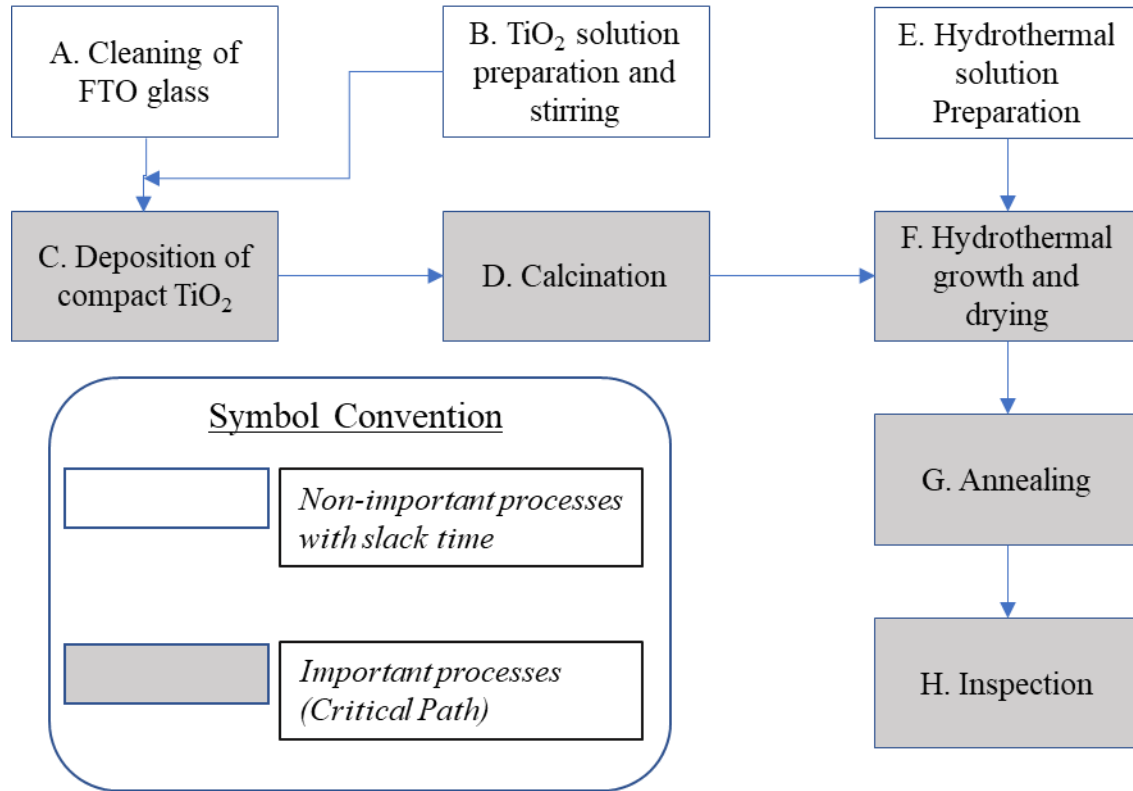 A. Cleaning of
FTO glass
B. TiO₂ solution
preparation and
stirring
E. Hydrothermal
solution
Preparation
C. Deposition of
compact TiO₂
D. Calcination
F. Hydrothermal
growth and
drying
Symbol Convention
Non-important processes
with slack time
Important processes
(Critical Path)
G. Annealing
H. Inspection